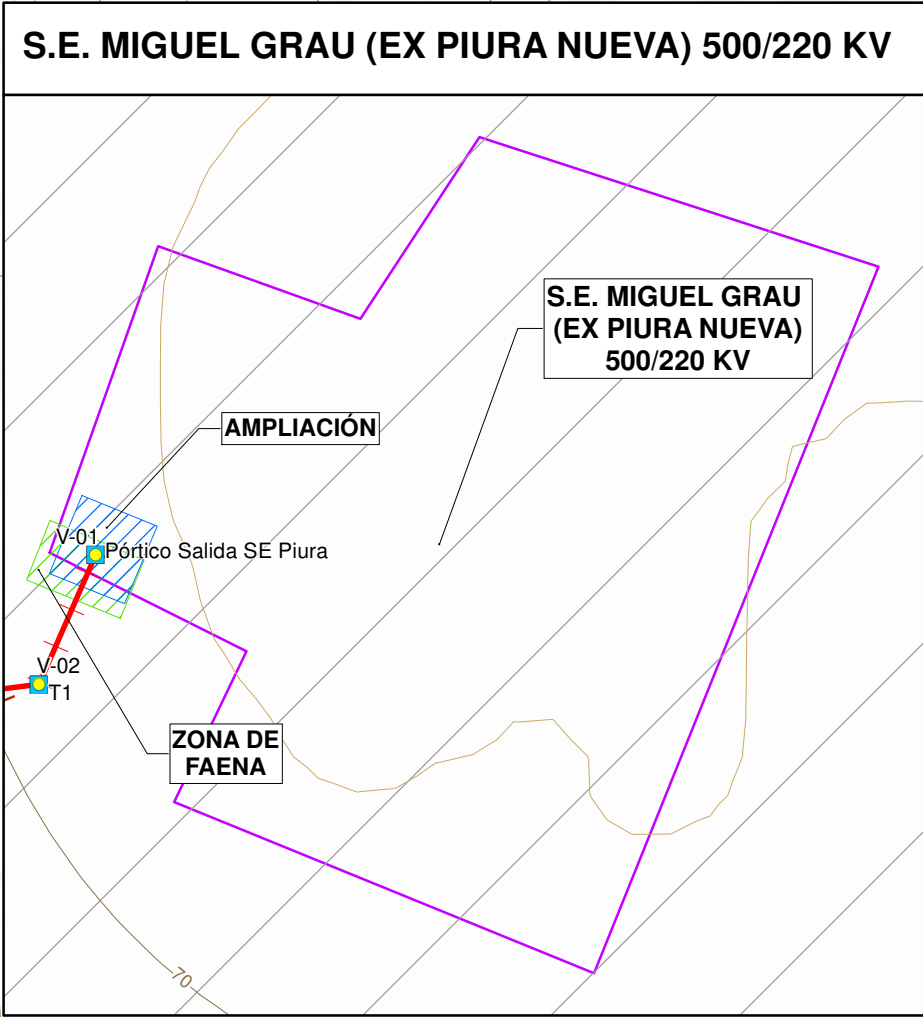 S.E. MIGUEL GRAU (EX PIURA NUEVA) 500/220 KV
S.E. MIGUEL GRAU
(EX PIURA NUEVA)
500/220 KV
AMPLIACIÓN
V-01
Pórtico Salida SE Piura
V-02
T1
ZONA DE
FAENA
70